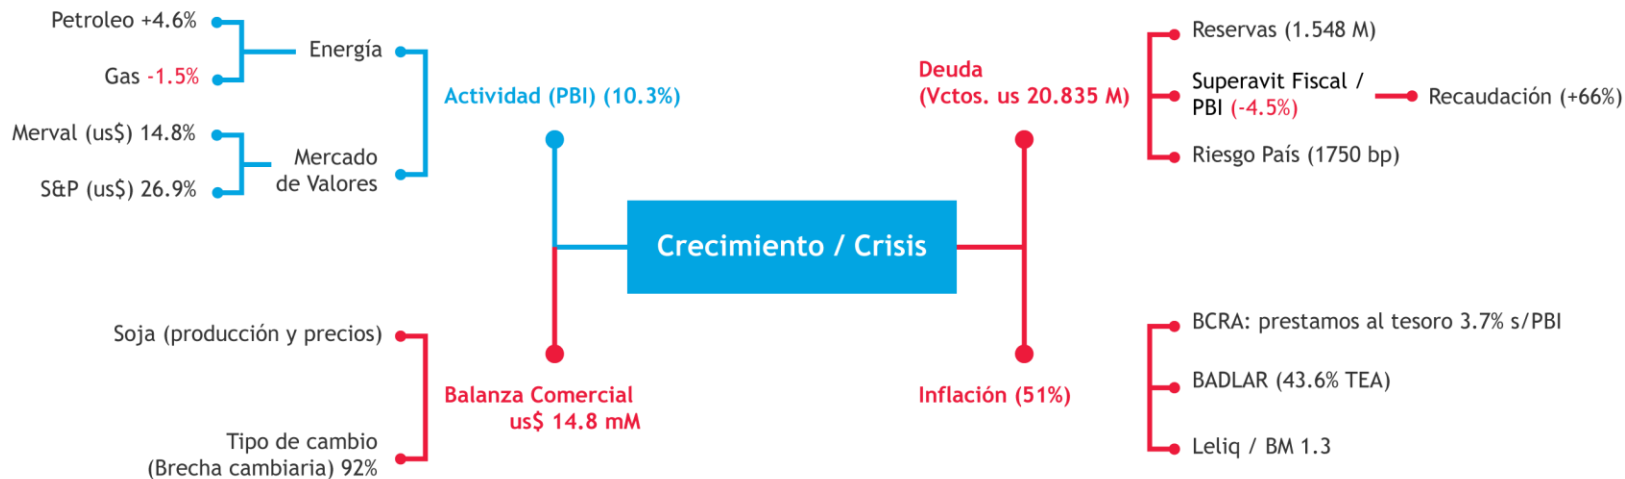 Petroleo +4.6%
Gas -1.5%
Energía
Merval (us$) 14.8%
S&P (us$) 26.9%
Mercado
de Valores
Actividad (PBI) (10.3%)
Deuda
(Vctos. us 20.835 M)
Reservas (1.548 M)
Superavit Fiscal /
PBI (-4.5%)
Recaudación (+66%)
Riesgo País (1750 bp)
Crecimiento / Crisis
Soja (producción y precios)
Tipo de cambio
(Brecha cambiaria) 92%
Balanza Comercial
us$ 14.8 mM
Inflación (51%)
BCRA: prestamos al tesoro 3.7% s/PBI
BADLAR (43.6% TEA)
Leliq / BM 1.3